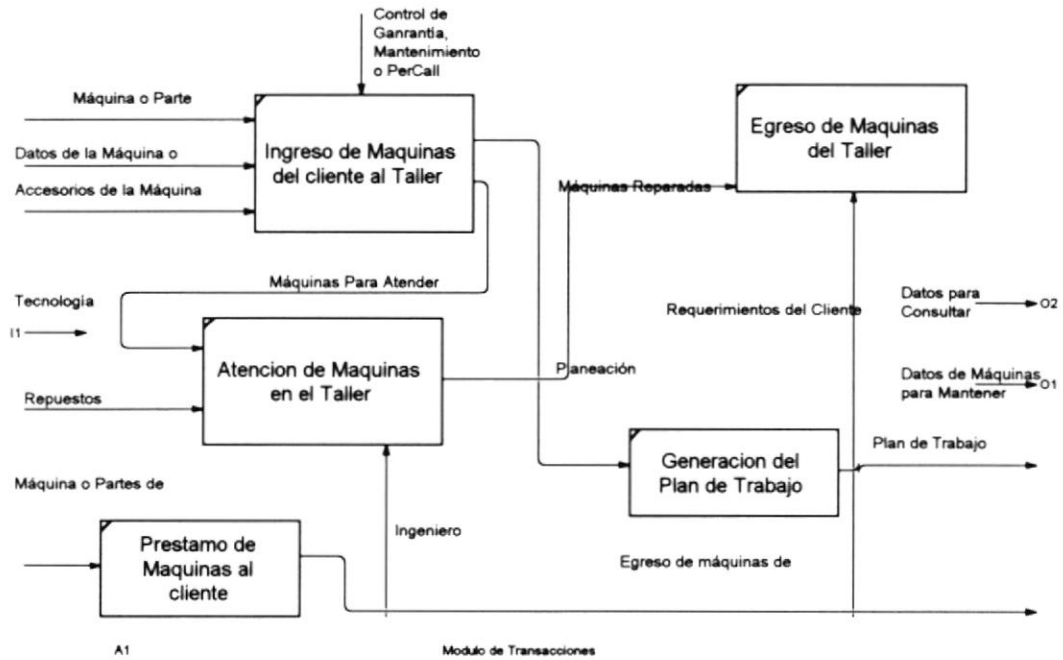 Control de
Ganrantía,
Mantenimiento
o PerCall
Máquina o Parte
Datos de la Máquina o
Accesorios de la Máquina
Ingreso de Maquinas
del cliente al Taller
Egreso de Maquinas
del Taller
Máquinas Reparadas
Máquinas Para Atender
Tecnología
I1
Requerimientos del Cliente
Datos para
Consultar
O2
Atencion de Maquinas
en el Taller
Planeación
Repuestos
Datos de Máquinas
para Mantener
O1
Plan de Trabajo
Generacion del
Plan de Trabajo
Máquina o Partes de
Ingeniero
Prestamo de
Maquinas al
cliente
Egreso de máquinas de
A1
Modulo de Transacciones